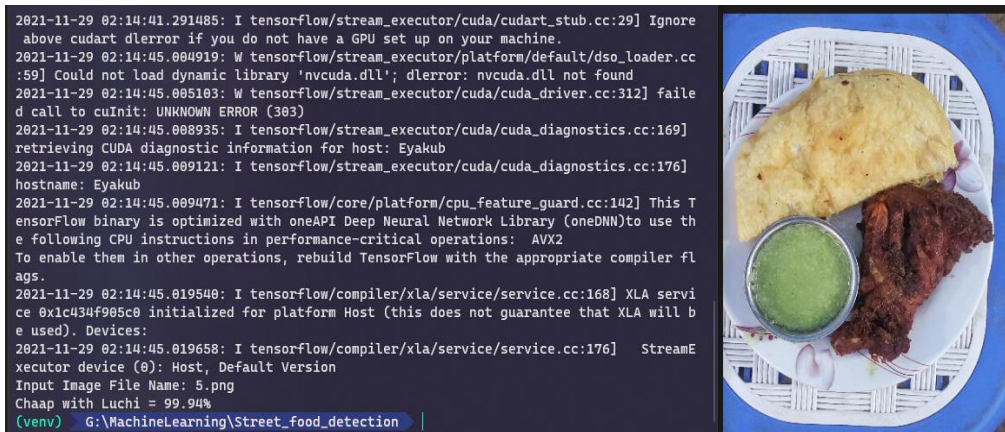 2021-11-29 02:14:41.291485: I tensorflow/stream_executor/cuda/cudart_stub.cc:29] Ignore
above cudart dlerror if you do not have a GPU set up on your machine.
2021-11-29 02:14:45.004919: W tensorflow/stream_executor/platform/default/dso_loader.cc
:59] Could not load dynamic library 'nvcuda.dll'; dlerror: nvcuda.dll not found
2021-11-29 02:14:45.005103: W tensorflow/stream_executor/cuda/cuda_driver.cc:312] faile
d call to cuInit: UNKNOWN ERROR (303)
2021-11-29 02:14:45.008935: I tensorflow/stream_executor/cuda/cuda_diagnostics.cc:169]
retrieving CUDA diagnostic information for host: Eyakub
2021-11-29 02:14:45.009121: I tensorflow/stream_executor/cuda/cuda_diagnostics.cc:176]
hostname: Eyakub
2021-11-29 02:14:45.009471: I tensorflow/core/platform/cpu_feature_guard.cc:142] This T
ensorFlow binary is optimized with oneAPI Deep Neural Network Library (oneDNN)to use th
e following CPU instructions in performance-critical operations:  AVX2
To enable them in other operations, rebuild TensorFlow with the appropriate compiler fl
ags.
2021-11-29 02:14:45.019540: I tensorflow/compiler/xla/service/service.cc:168] XLA servi
ce 0x1c434f905c0 initialized for platform Host (this does not guarantee that XLA will b
e used). Devices:
2021-11-29 02:14:45.019658: I tensorflow/compiler/xla/service/service.cc:176]   StreamE
xecutor device (0): Host, Default Version
Input Image File Name: 5.png
Chaap with Luchi = 99.94%
(venv) G:\MachineLearning\Street_food_detection